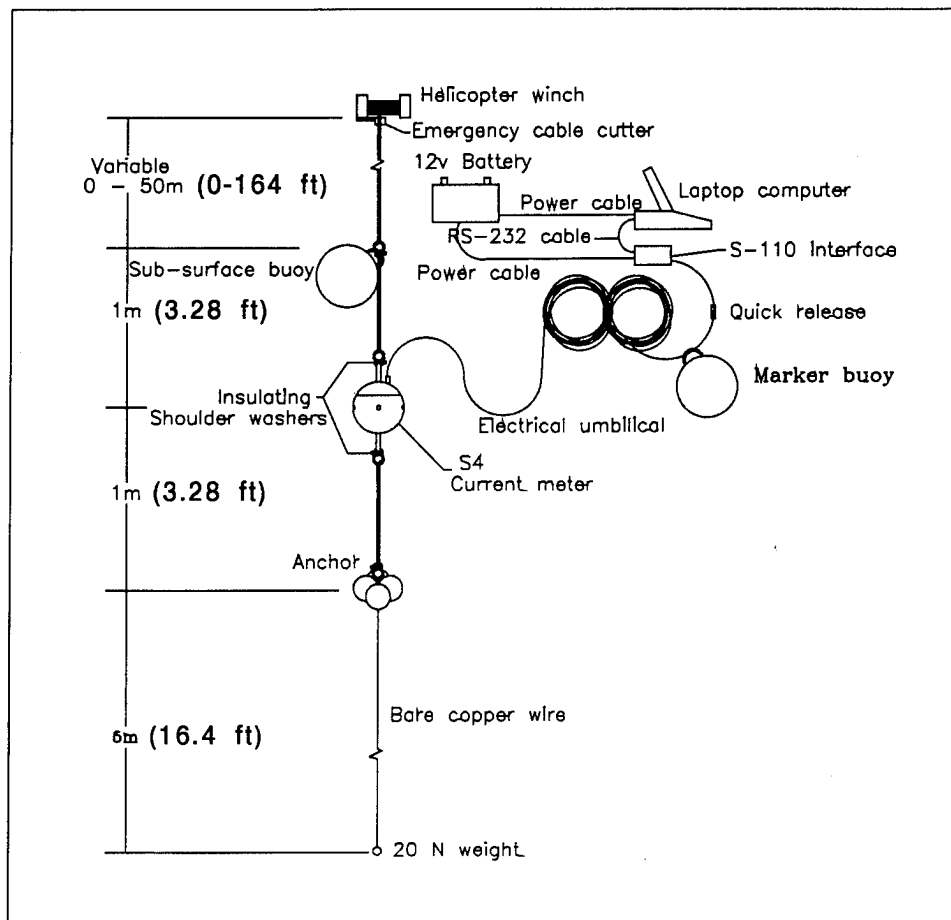 Helicopter winch
Emergency cable cutter
12v Battery
Variable
0 - 50m (0-164 ft)
Laptop computer
Power cable
RS-232 cable
S-110 Interface
Power cable
Sub-surface buoy
1m (3.28 ft)
Quick release
Marker buoy
Insulating
Shoulder washers
Electrical umbilical
S4
Current meter
1m (3.28 ft)
Anchor
Bare copper wire
5m (16.4 ft)
20 N weight